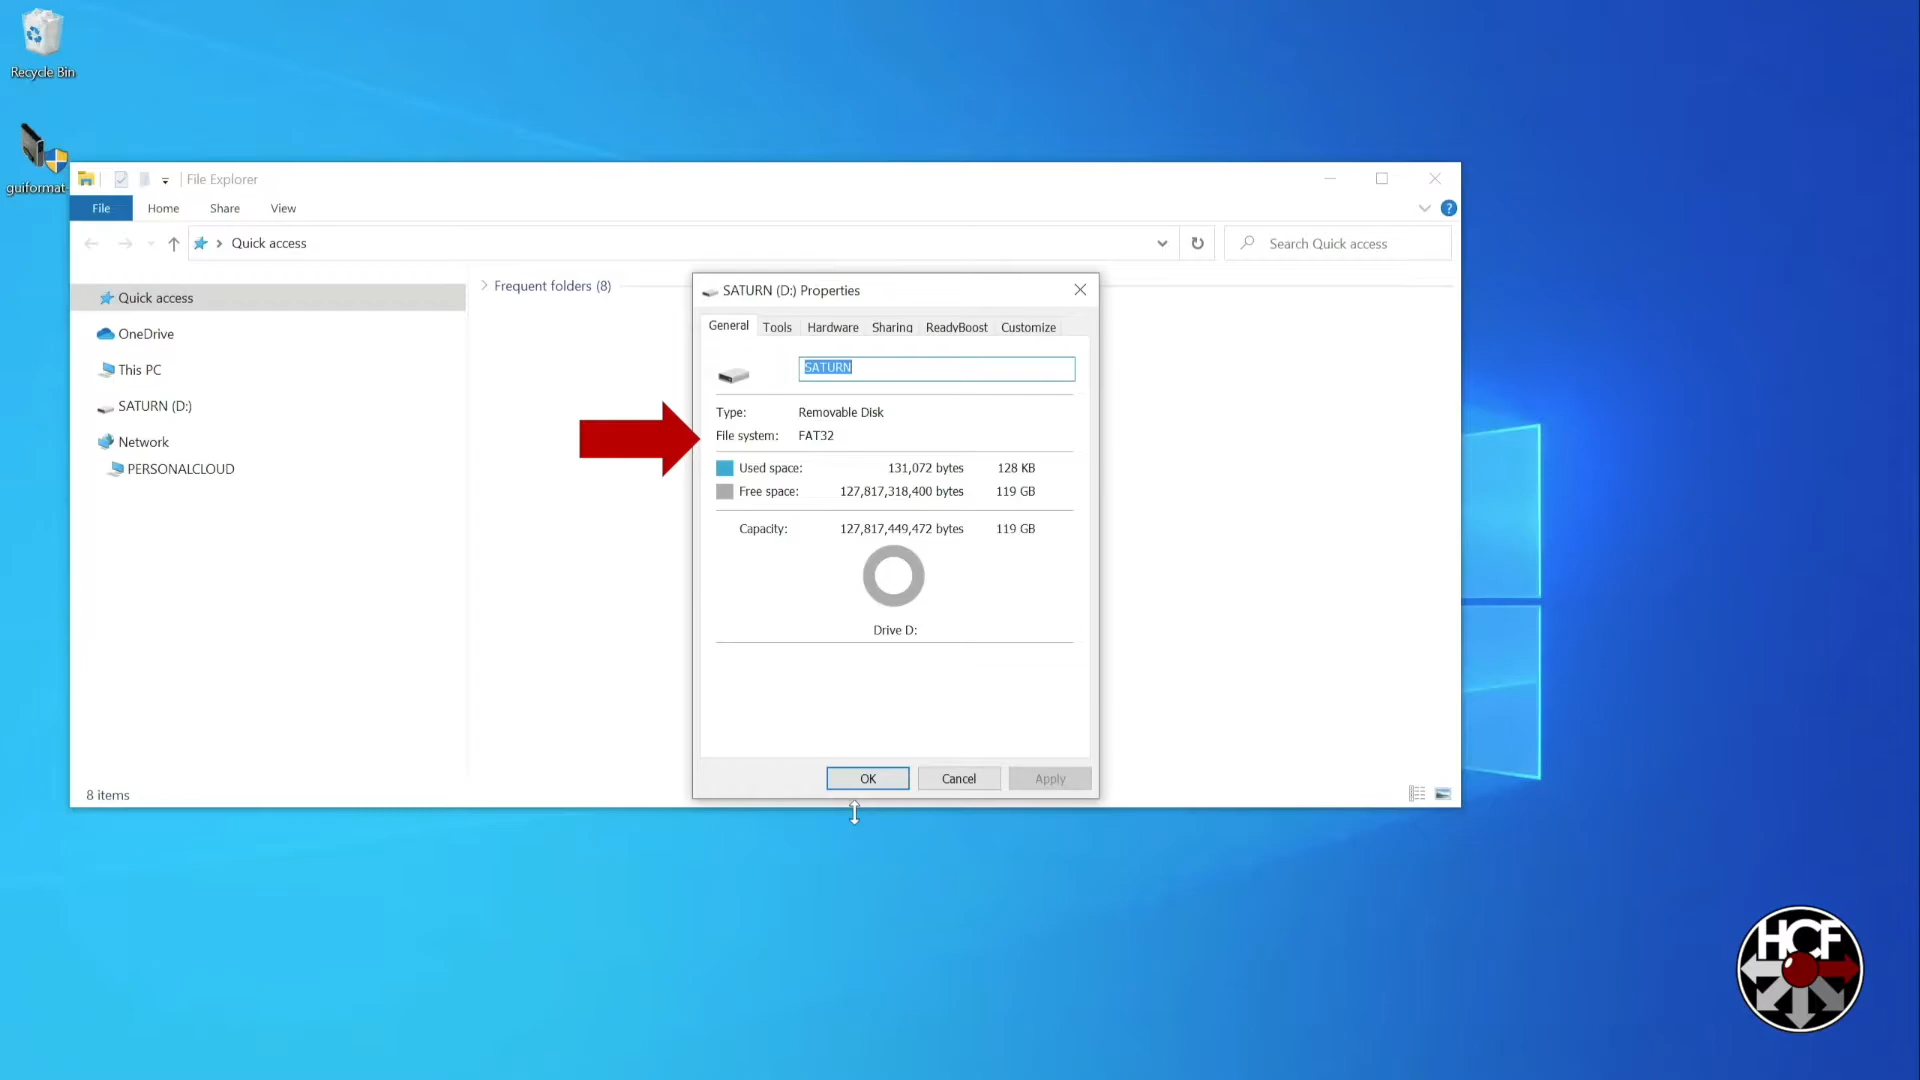 Recycle Bin
guiformat-
File Explorer
File Home Share View
Quick access
Search Quick access
Quick access
OneDrive
This PC
SATURN (D:)
Network
PERSONALCLOUD
Frequent folders (8)
8 items
SATURN (D:) Properties
General Tools Hardware Sharing ReadyBoost Customize
SATURN
Type: Removable Disk
File system: FAT32
Used space: 131,072 bytes 128 KB
Free space: 127,817,318,400 bytes 119 GB
Capacity: 127,817,449,472 bytes 119 GB
Drive D:
OK Cancel Apply
HCF